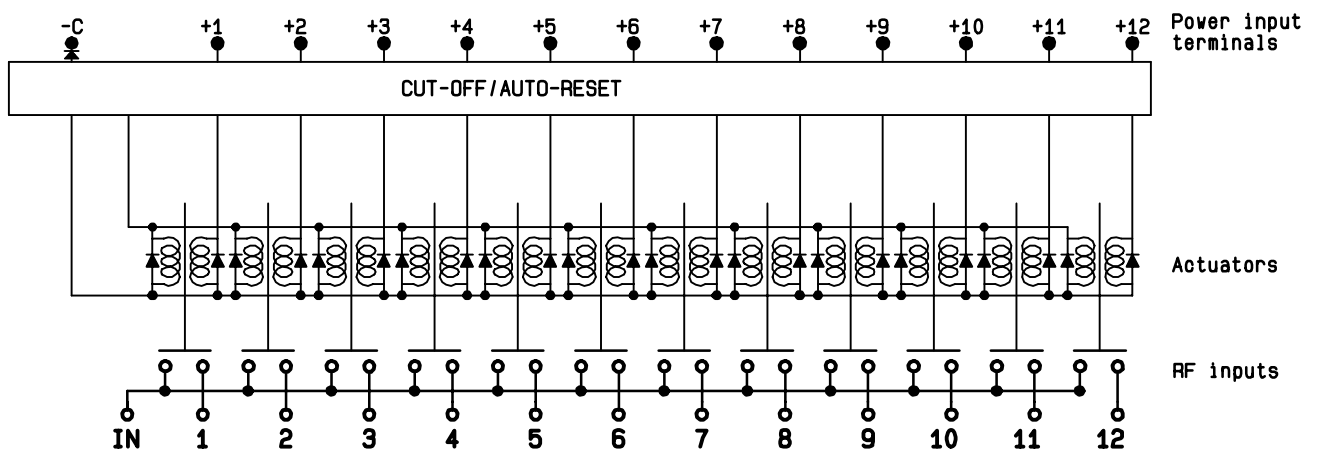 -C +1 +2 +3 +4 +5 +6 +7 +8 +9 +10 +11 +12
Power input
terminals
CUT-OFF/AUTO-RESET
Actuators
RF inputs
IN 1 2 3 4 5 6 7 8 9 10 11 12